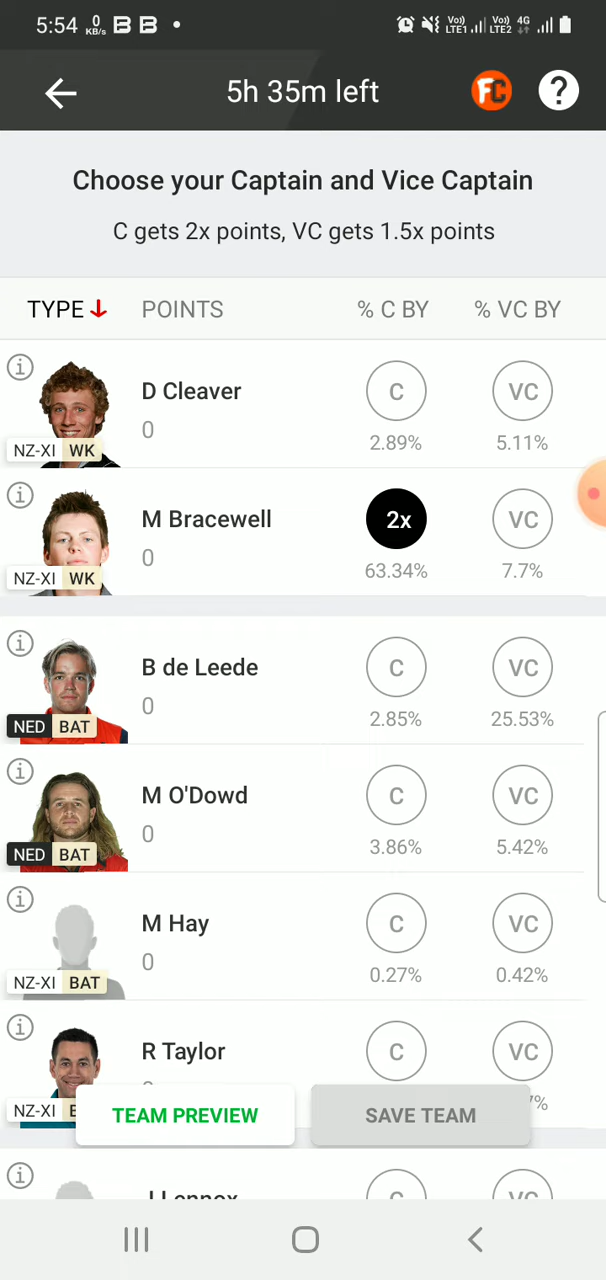 5:54 0 KB/s B B Vo)) LTE1 Vo)) LTE2 4G
5h 35m left FC ?
Choose your Captain and Vice Captain
C gets 2x points, VC gets 1.5x points
TYPE POINTS % C BY % VC BY
D Cleaver C VC
0 2.89% 5.11%
NZ-XI WK
M Bracewell 2x VC
0 63.34% 7.7%
NZ-XI WK
B de Leede C VC
0 2.85% 25.53%
NED BAT
M O'Dowd C VC
0 3.86% 5.42%
NED BAT
M Hay C VC
0 0.27% 0.42%
NZ-XI BAT
R Taylor C VC
NZ-XI
TEAM PREVIEW SAVE TEAM
J Lennox C VC